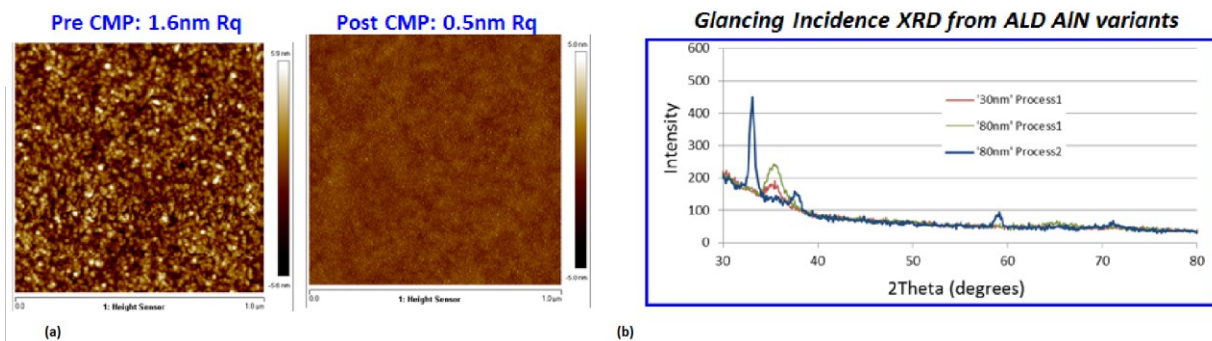 Pre CMP: 1.6nm Rq
Post CMP: 0.5nm Rq
5.9 nm
-5.6 nm
0.0
1: Height Sensor
1.0 µm
5.0 nm
-5.0 nm
0.0
1: Height Sensor
1.0 µm
(a)
Glancing Incidence XRD from ALD AlN variants
600
500
400
300
200
100
0
Intensity
'30nm' Process1
'80nm' Process1
'80nm' Process2
30 40 50 60 70 80
2Theta (degrees)
(b)